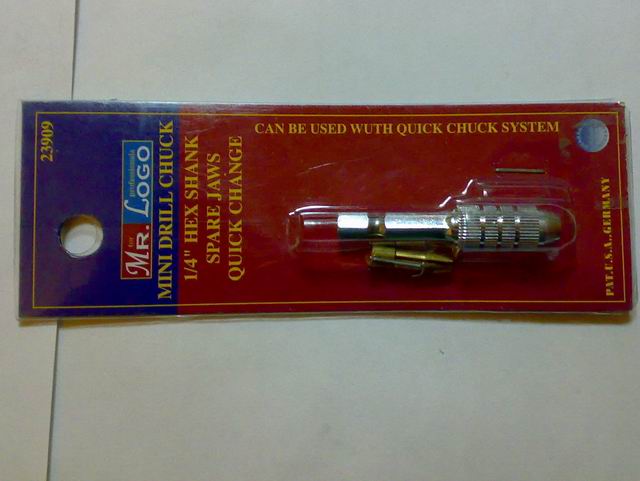 23909
for professionals
MR. LOGO
MINI DRILL CHUCK
1/4" HEX SHANK
SPARE JAWS
QUICK CHANGE
CAN BE USED WUTH QUICK CHUCK SYSTEM
PAT.U.S.A., GERMANY